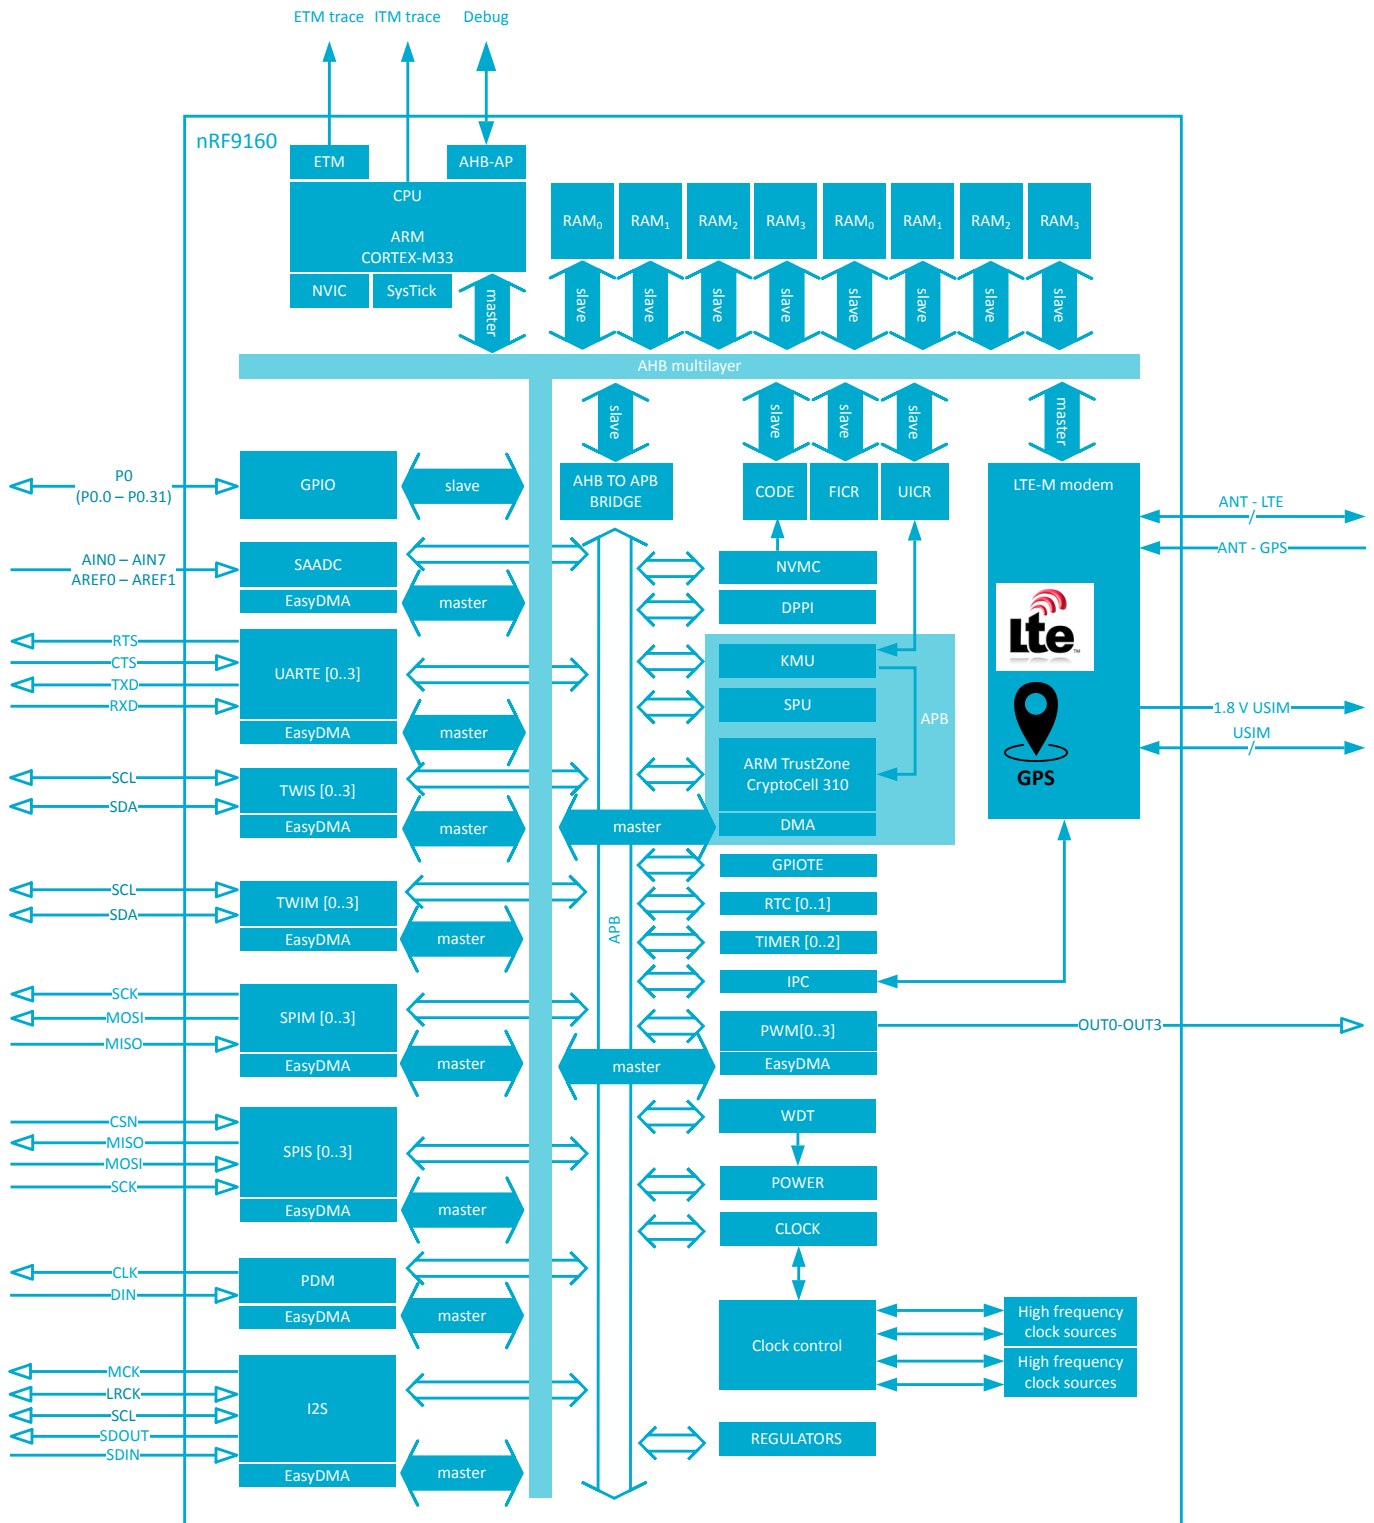 ETM trace ITM trace Debug
nRF9160
ETM
AHB-AP
CPU
ARM
CORTEX-M33
NVIC
SysTick
master
RAM0
RAM1
RAM2
RAM3
RAM0
RAM1
RAM2
RAM3
slave
slave
slave
slave
slave
slave
slave
slave
AHB multilayer
slave
slave
slave
slave
master
P0
(P0.0 – P0.31)
GPIO
slave
AHB TO APB
BRIDGE
CODE
FICR
UICR
LTE-M modem
ANT - LTE
ANT - GPS
AIN0 – AIN7
AREF0 – AREF1
SAADC
EasyDMA
master
NVMC
DPPI
RTS
CTS
TXD
RXD
UARTE [0..3]
EasyDMA
master
KMU
SPU
APB
Lte™
GPS
1.8 V USIM
USIM
SCL
SDA
TWIS [0..3]
EasyDMA
master
ARM TrustZone
CryptoCell 310
DMA
master
GPIOTE
SCL
SDA
TWIM [0..3]
EasyDMA
master
APB
RTC [0..1]
TIMER [0..2]
IPC
SCK
MOSI
MISO
SPIM [0..3]
EasyDMA
master
PWM[0..3]
EasyDMA
master
OUT0-OUT3
CSN
MISO
MOSI
SCK
SPIS [0..3]
EasyDMA
master
WDT
POWER
CLOCK
CLK
DIN
PDM
EasyDMA
master
Clock control
High frequency
clock sources
High frequency
clock sources
MCK
LRCK
SCL
SDOUT
SDIN
I2S
EasyDMA
master
REGULATORS